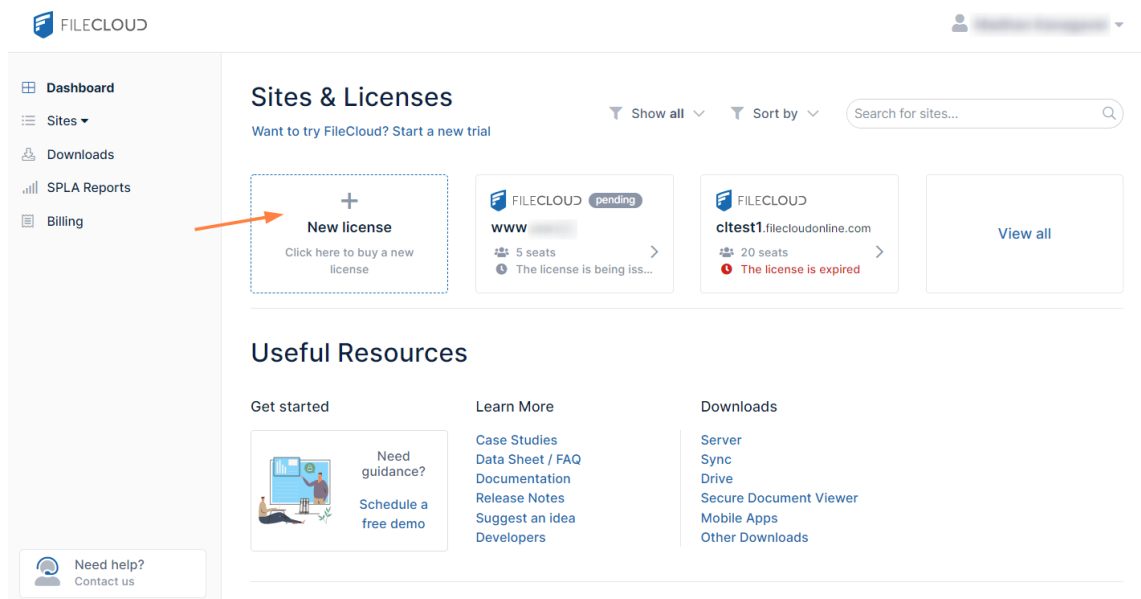 FILECLOUD
Dashboard
Sites
Downloads
SPLA Reports
Billing
Need help?
Contact us
Sites & Licenses
Want to try FileCloud? Start a new trial
Show all
Sort by
Search for sites...
New license
Click here to buy a new
license
FILECLOUD pending
www
5 seats
The license is being iss...
FILECLOUD
cltest1.filecloudonline.com
20 seats
The license is expired
View all
Useful Resources
Get started
Need
guidance?
Schedule a
free demo
Learn More
Case Studies
Data Sheet / FAQ
Documentation
Release Notes
Suggest an idea
Developers
Downloads
Server
Sync
Drive
Secure Document Viewer
Mobile Apps
Other Downloads